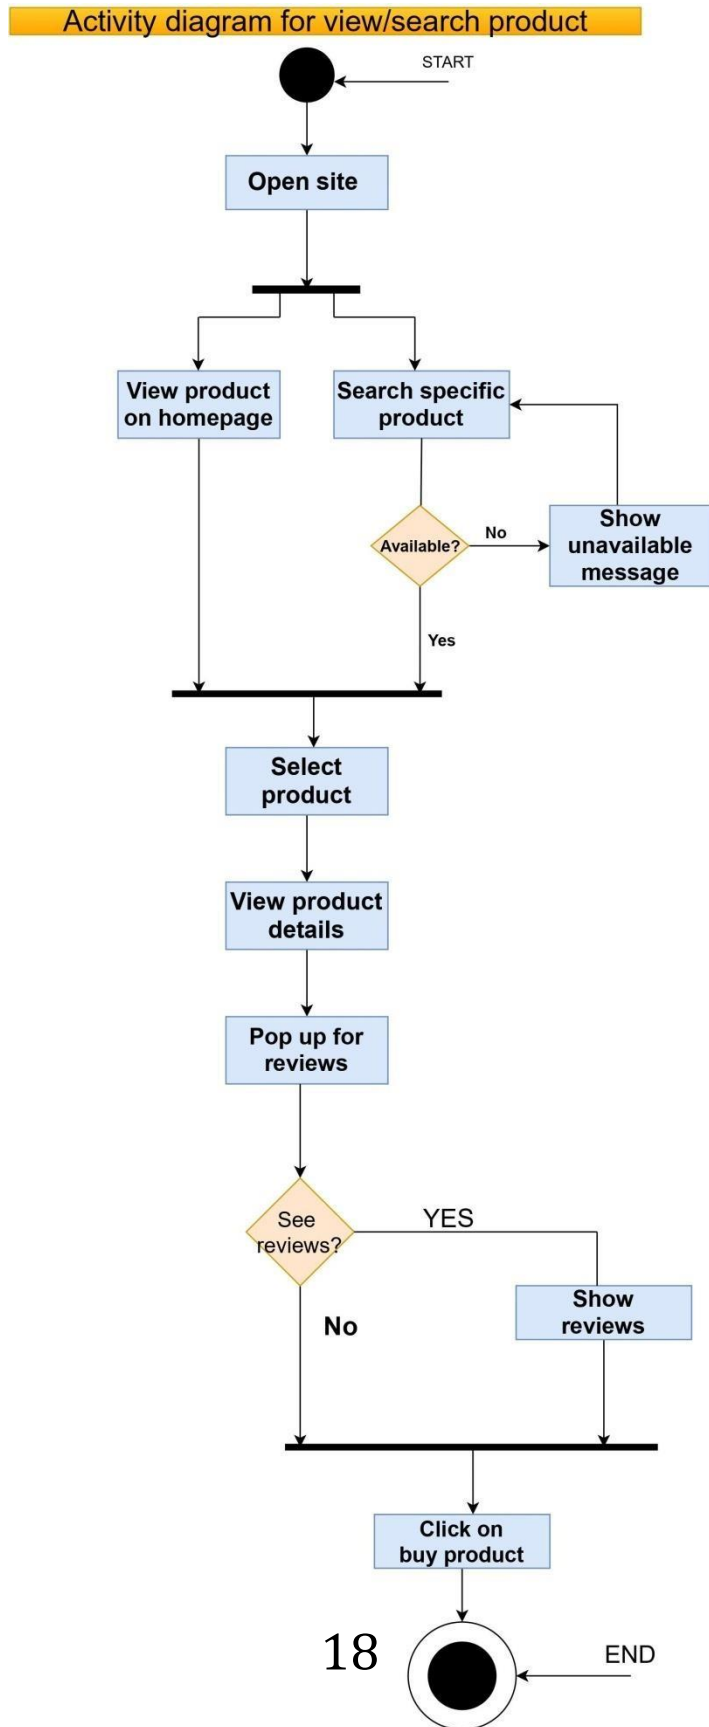 Activity diagram for view/search product
START
Open site
View product
on homepage
Search specific
product
Available?
No
Show
unavailable
message
Yes
Select
product
View product
details
Pop up for
reviews
See
reviews?
YES
No
Show
reviews
Click on
buy product
18
END